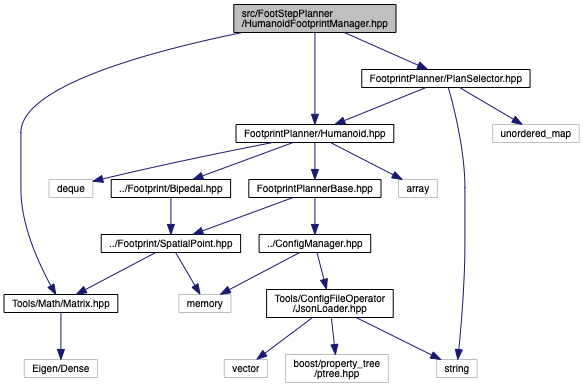 src/FootStepPlanner
/HumanoidFootprintManager.hpp
FootprintPlanner/PlanSelector.hpp
FootprintPlanner/Humanoid.hpp
unordered_map
deque
../Footprint/Bipedal.hpp
FootprintPlannerBase.hpp
array
../Footprint/SpatialPoint.hpp
../ConfigManager.hpp
Tools/Math/Matrix.hpp
memory
Tools/ConfigFileOperator
/JsonLoader.hpp
Eigen/Dense
vector
boost/property_tree
/ptree.hpp
string